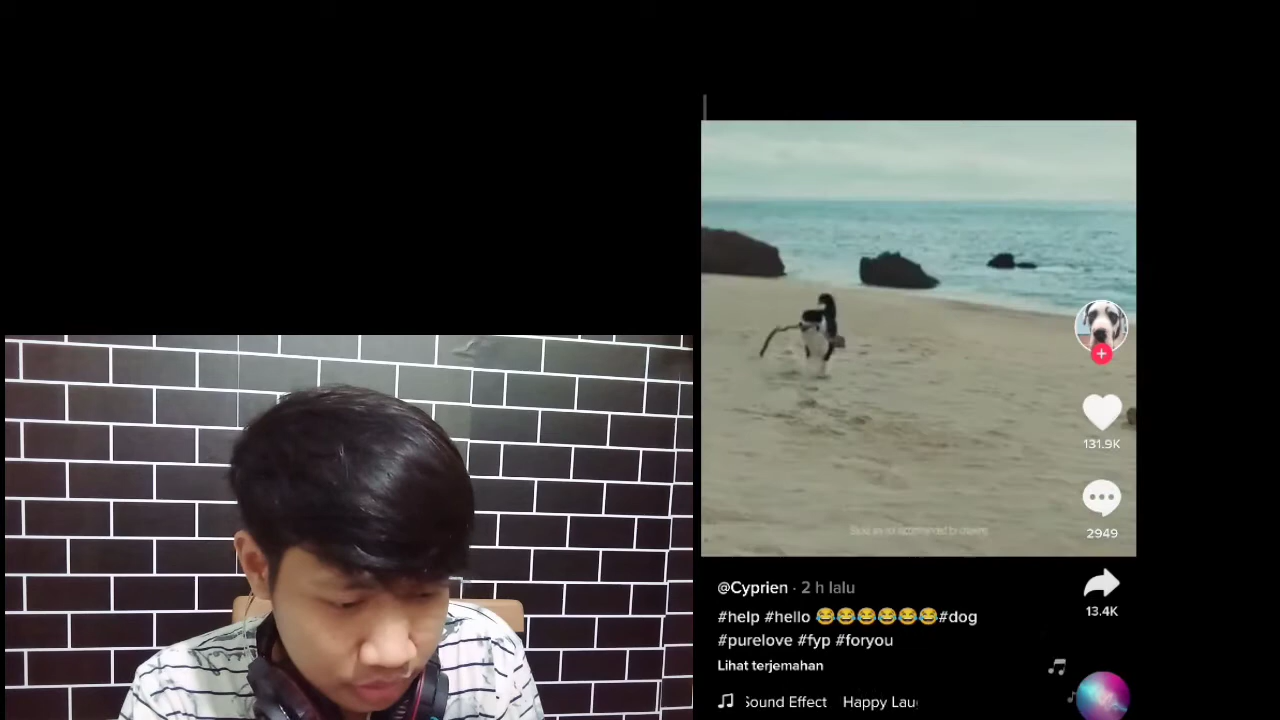 131.9K
2949
@Cyprien · 2 h lalu
13.4K
#help #hello 😂😂😂😂😂😂#dog
#purelove #fyp #foryou
Lihat terjemahan
Sound Effect Happy Lau